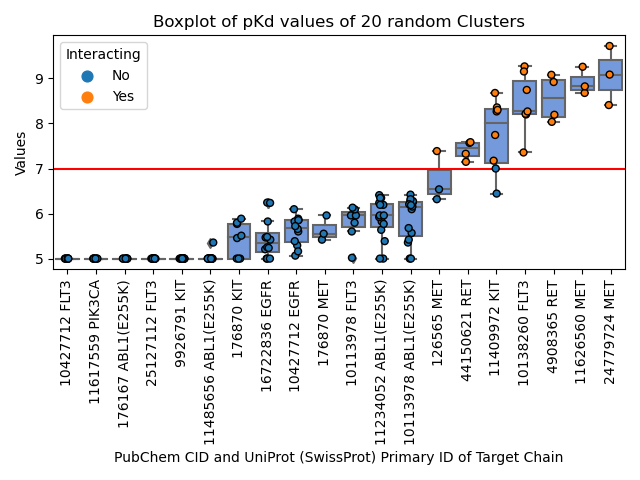 Boxplot of pKd values of 20 random Clusters
Interacting
No
Yes
Values
9
8
7
6
5
10427712 FLT3
11617559 PIK3CA
176167 ABL1(E255K)
25127112 FLT3
9926791 KIT
11485656 ABL1(E255K)
176870 KIT
16722836 EGFR
10427712 EGFR
176870 MET
10113978 FLT3
11234052 ABL1(E255K)
10113978 ABL1(E255K)
126565 MET
44150621 RET
11409972 KIT
10138260 FLT3
4908365 RET
11626560 MET
24779724 MET
PubChem CID and UniProt (SwissProt) Primary ID of Target Chain